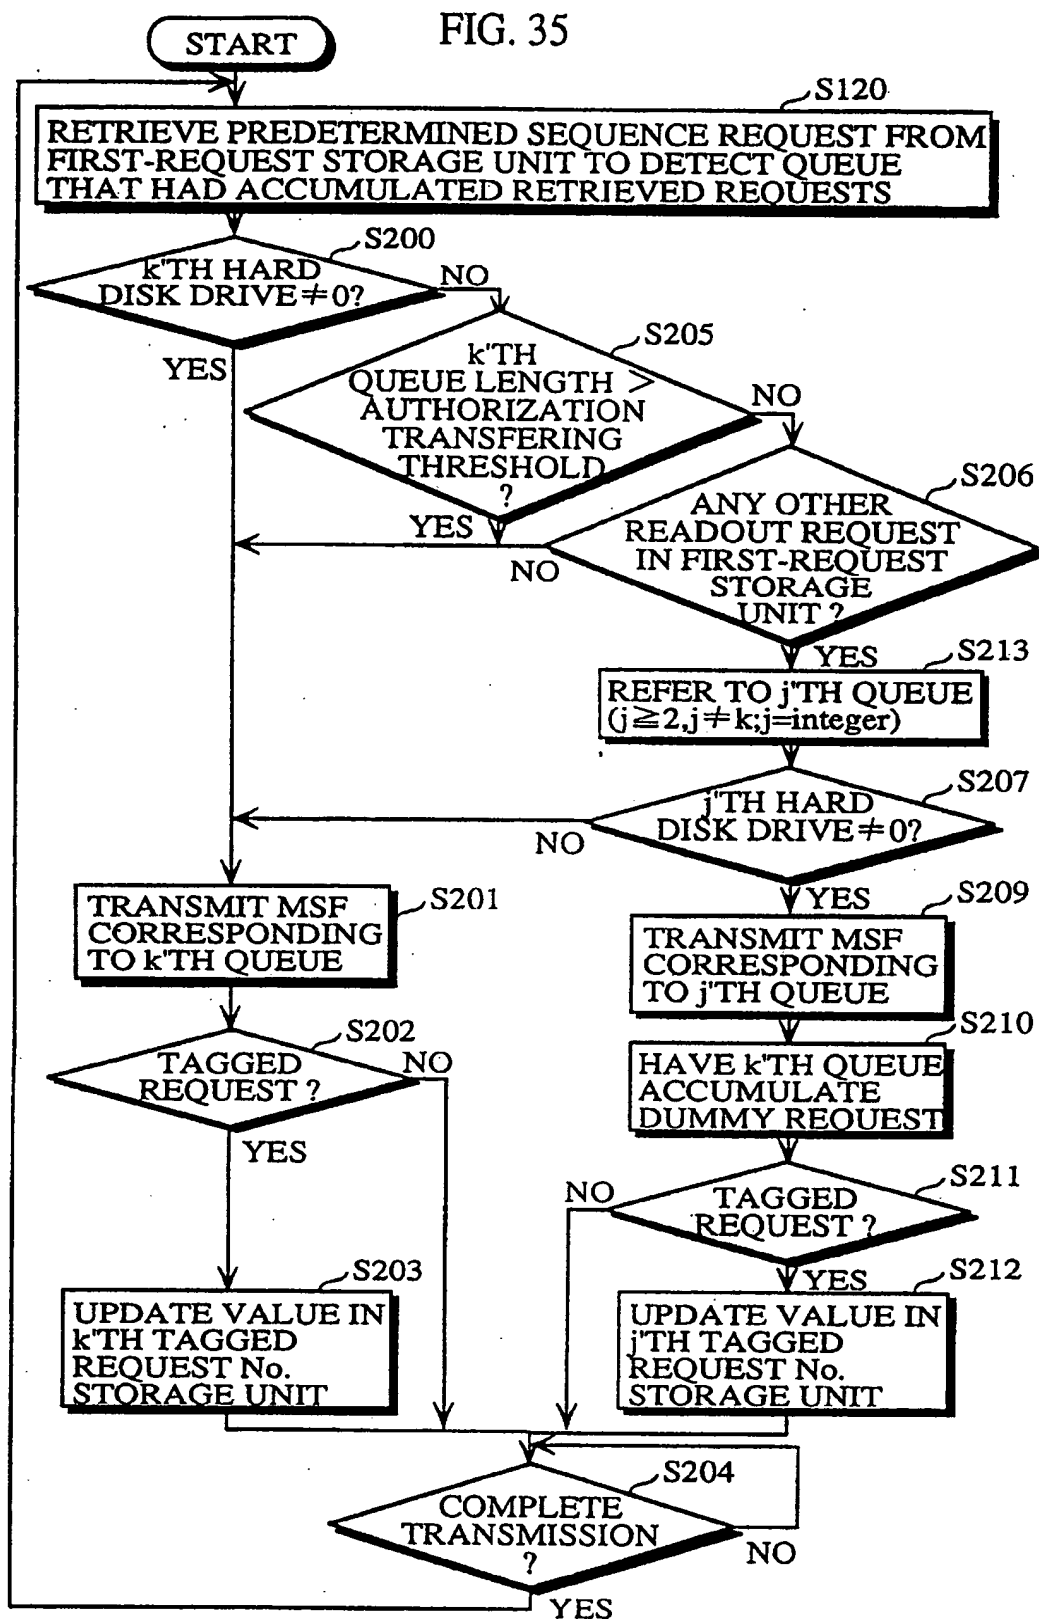 FIG. 35
START
S120
RETRIEVE PREDETERMINED SEQUENCE REQUEST FROM
FIRST-REQUEST STORAGE UNIT TO DETECT QUEUE
THAT HAD ACCUMULATED RETRIEVED REQUESTS
S200
k'TH HARD
DISK DRIVE≠0?
NO
YES
S205
k'TH
QUEUE LENGTH >
AUTHORIZATION
TRANSFERING
THRESHOLD
?
NO
YES
S206
ANY OTHER
READOUT REQUEST
IN FIRST-REQUEST
STORAGE
UNIT ?
NO
YES
S213
REFER TO j'TH QUEUE
(j≧2,j≠k;j=integer)
S207
j'TH HARD
DISK DRIVE≠0?
NO
YES
S201
TRANSMIT MSF
CORRESPONDING
TO k'TH QUEUE
S209
TRANSMIT MSF
CORRESPONDING
TO j'TH QUEUE
S202
TAGGED
REQUEST ?
NO
YES
S210
HAVE k'TH QUEUE
ACCUMULATE
DUMMY REQUEST
S211
TAGGED
REQUEST ?
NO
YES
S203
UPDATE VALUE IN
k'TH TAGGED
REQUEST No.
STORAGE UNIT
S212
UPDATE VALUE IN
j'TH TAGGED
REQUEST No.
STORAGE UNIT
S204
COMPLETE
TRANSMISSION
?
NO
YES